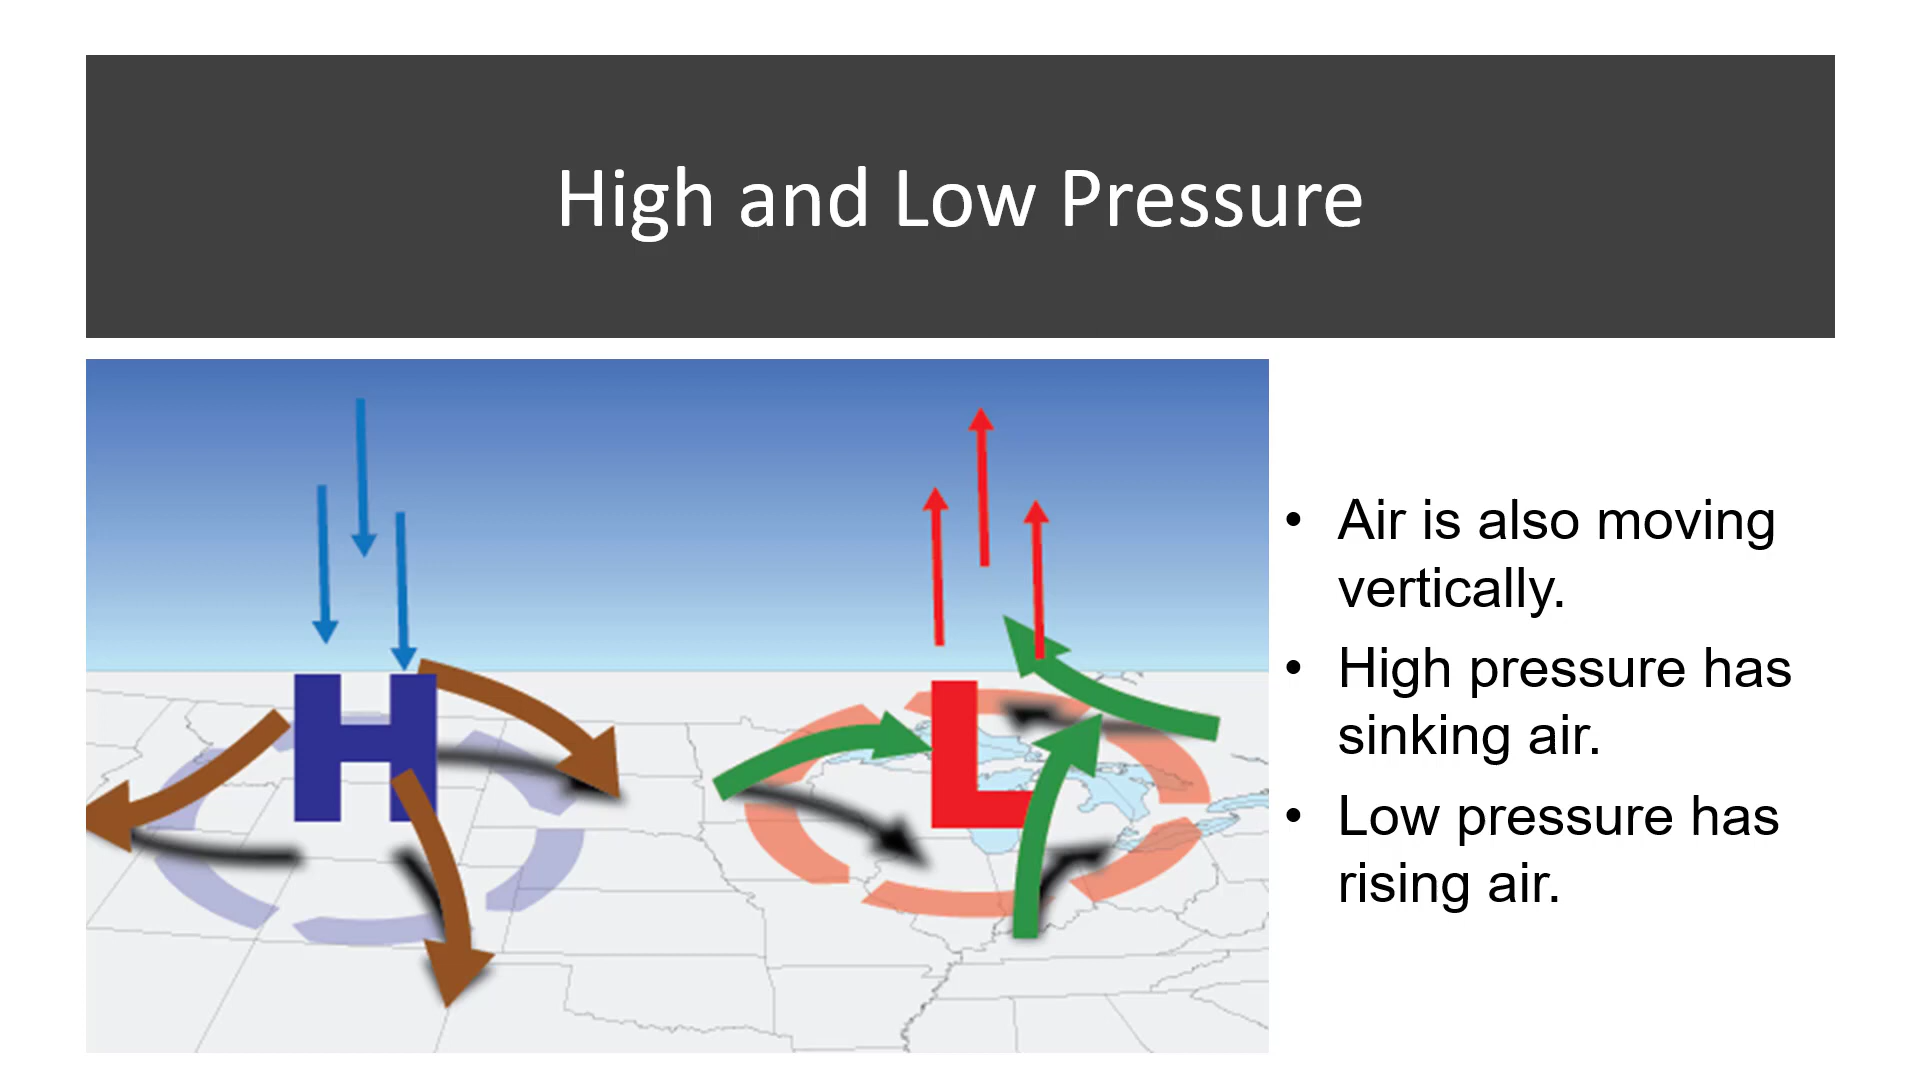 High and Low Pressure
H
L
• Air is also moving
vertically.
• High pressure has
sinking air.
• Low pressure has
rising air.